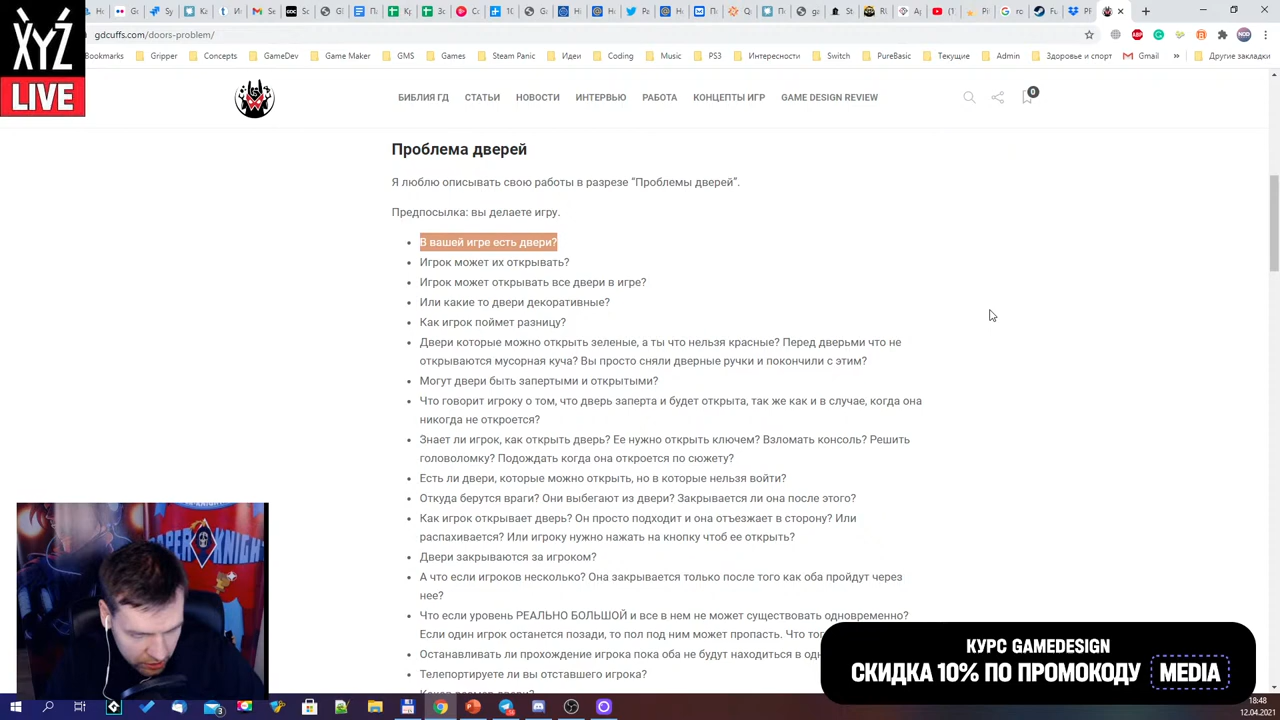 XYZ
LIVE
gdcuffs.com/doors-problem/
Bookmarks Gripper Concepts GameDev Game Maker GMS Games Steam Panic Идеи Coding Music PS3 Интересности Switch PureBasic Текущие Admin Здоровье и спорт Gmail » Другие закладки
БИБЛИЯ ГД СТАТЬИ НОВОСТИ ИНТЕРВЬЮ РАБОТА КОНЦЕПТЫ ИГР GAME DESIGN REVIEW 0
Проблема дверей
Я люблю описывать свою работы в разрезе “Проблемы дверей”.
Предпосылка: вы делаете игру.
В вашей игре есть двери?
Игрок может их открывать?
Игрок может открывать все двери в игре?
Или какие то двери декоративные?
Как игрок поймет разницу?
Двери которые можно открыть зеленые, а ты что нельзя красные? Перед дверьми что не
открываются мусорная куча? Вы просто сняли дверные ручки и покончили с этим?
Могут двери быть запертыми и открытыми?
Что говорит игроку о том, что дверь заперта и будет открыта, так же как и в случае, когда она
никогда не откроется?
Знает ли игрок, как открыть дверь? Ее нужно открыть ключем? Взломать консоль? Решить
головоломку? Подождать когда она откроется по сюжету?
Есть ли двери, которые можно открыть, но в которые нельзя войти?
Откуда берутся враги? Они выбегают из двери? Закрывается ли она после этого?
Как игрок открывает дверь? Он просто подходит и она отъезжает в сторону? Или
распахивается? Или игроку нужно нажать на кнопку чтоб ее открыть?
Двери закрываются за игроком?
А что если игроков несколько? Она закрывается только после того как оба пройдут через
нее?
Что если уровень РЕАЛЬНО БОЛЬШОЙ и все в нем не может существовать одновременно?
Если один игрок останется позади, то пол под ним может пропасть. Что
Останавливать ли прохождение игрока пока оба не будут находиться в
Телепортируете ли вы отставшего игрока?
КУРС GAMEDESIGN
СКИДКА 10% ПО ПРОМОКОДУ MEDIA
18:48
12.04.2021